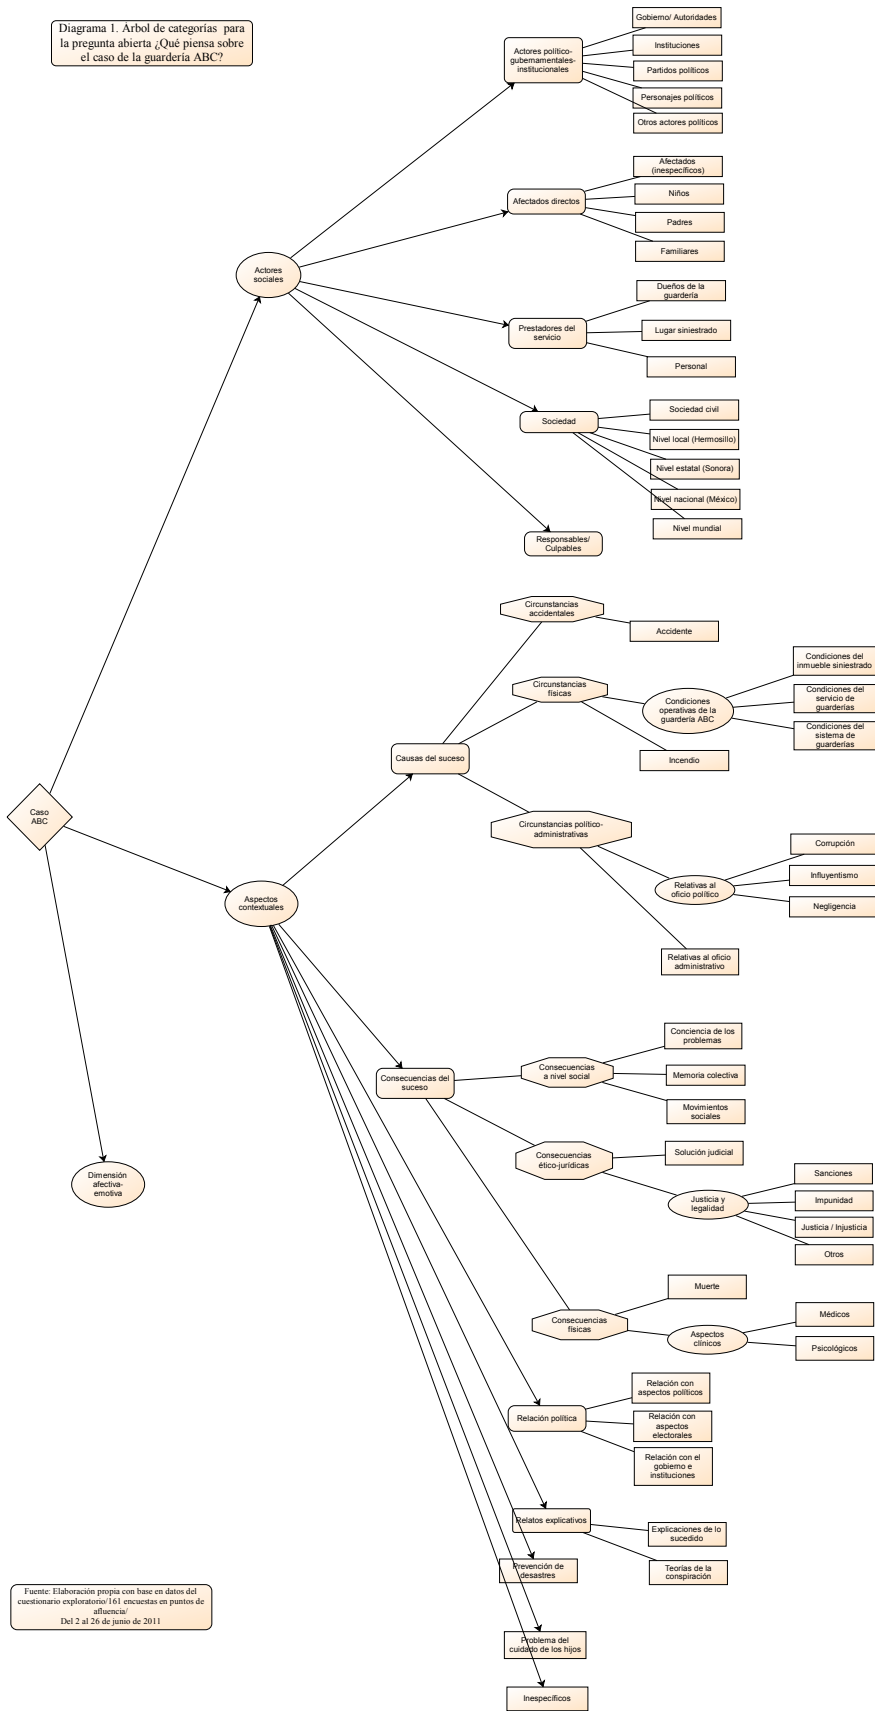 Diagrama 1. Árbol de categorías para
la pregunta abierta ¿Qué piensa sobre
el caso de la guardería ABC?
Caso
ABC
Actores
sociales
Actores político-
gubernamentales-
institucionales
Gobierno/ Autoridades
Instituciones
Partidos políticos
Personajes políticos
Otros actores políticos
Afectados directos
Afectados
(inespecíficos)
Niños
Padres
Familiares
Prestadores del
servicio
Dueños de la
guardería
Lugar siniestrado
Personal
Sociedad
Sociedad civil
Nivel local (Hermosillo)
Nivel estatal (Sonora)
Nivel nacional (México)
Nivel mundial
Responsables/
Culpables
Aspectos
contextuales
Causas del suceso
Circunstancias
accidentales
Accidente
Circunstancias
físicas
Condiciones
operativas de la
guardería ABC
Condiciones del
inmueble siniestrado
Condiciones del
servicio de
guarderías
Condiciones del
sistema de
guarderías
Incendio
Circunstancias político-
administrativas
Relativas al
oficio político
Corrupción
Influyentismo
Negligencia
Relativas al oficio
administrativo
Consecuencias del
suceso
Consecuencias
a nivel social
Conciencia de los
problemas
Memoria colectiva
Movimientos
sociales
Consecuencias
ético-jurídicas
Solución judicial
Justicia y
legalidad
Sanciones
Impunidad
Justicia / Injusticia
Otros
Consecuencias
físicas
Muerte
Aspectos
clínicos
Médicos
Psicológicos
Relación política
Relación con
aspectos políticos
Relación con
aspectos
electorales
Relación con el
gobierno e
instituciones
Relatos explicativos
Explicaciones de lo
sucedido
Teorías de la
conspiración
Prevención de
desastres
Problema del
cuidado de los hijos
Inespecíficos
Dimensión
afectiva-
emotiva
Fuente: Elaboración propia con base en datos del
cuestionario exploratorio/161 encuestas en puntos de
afluencia/
Del 2 al 26 de junio de 2011